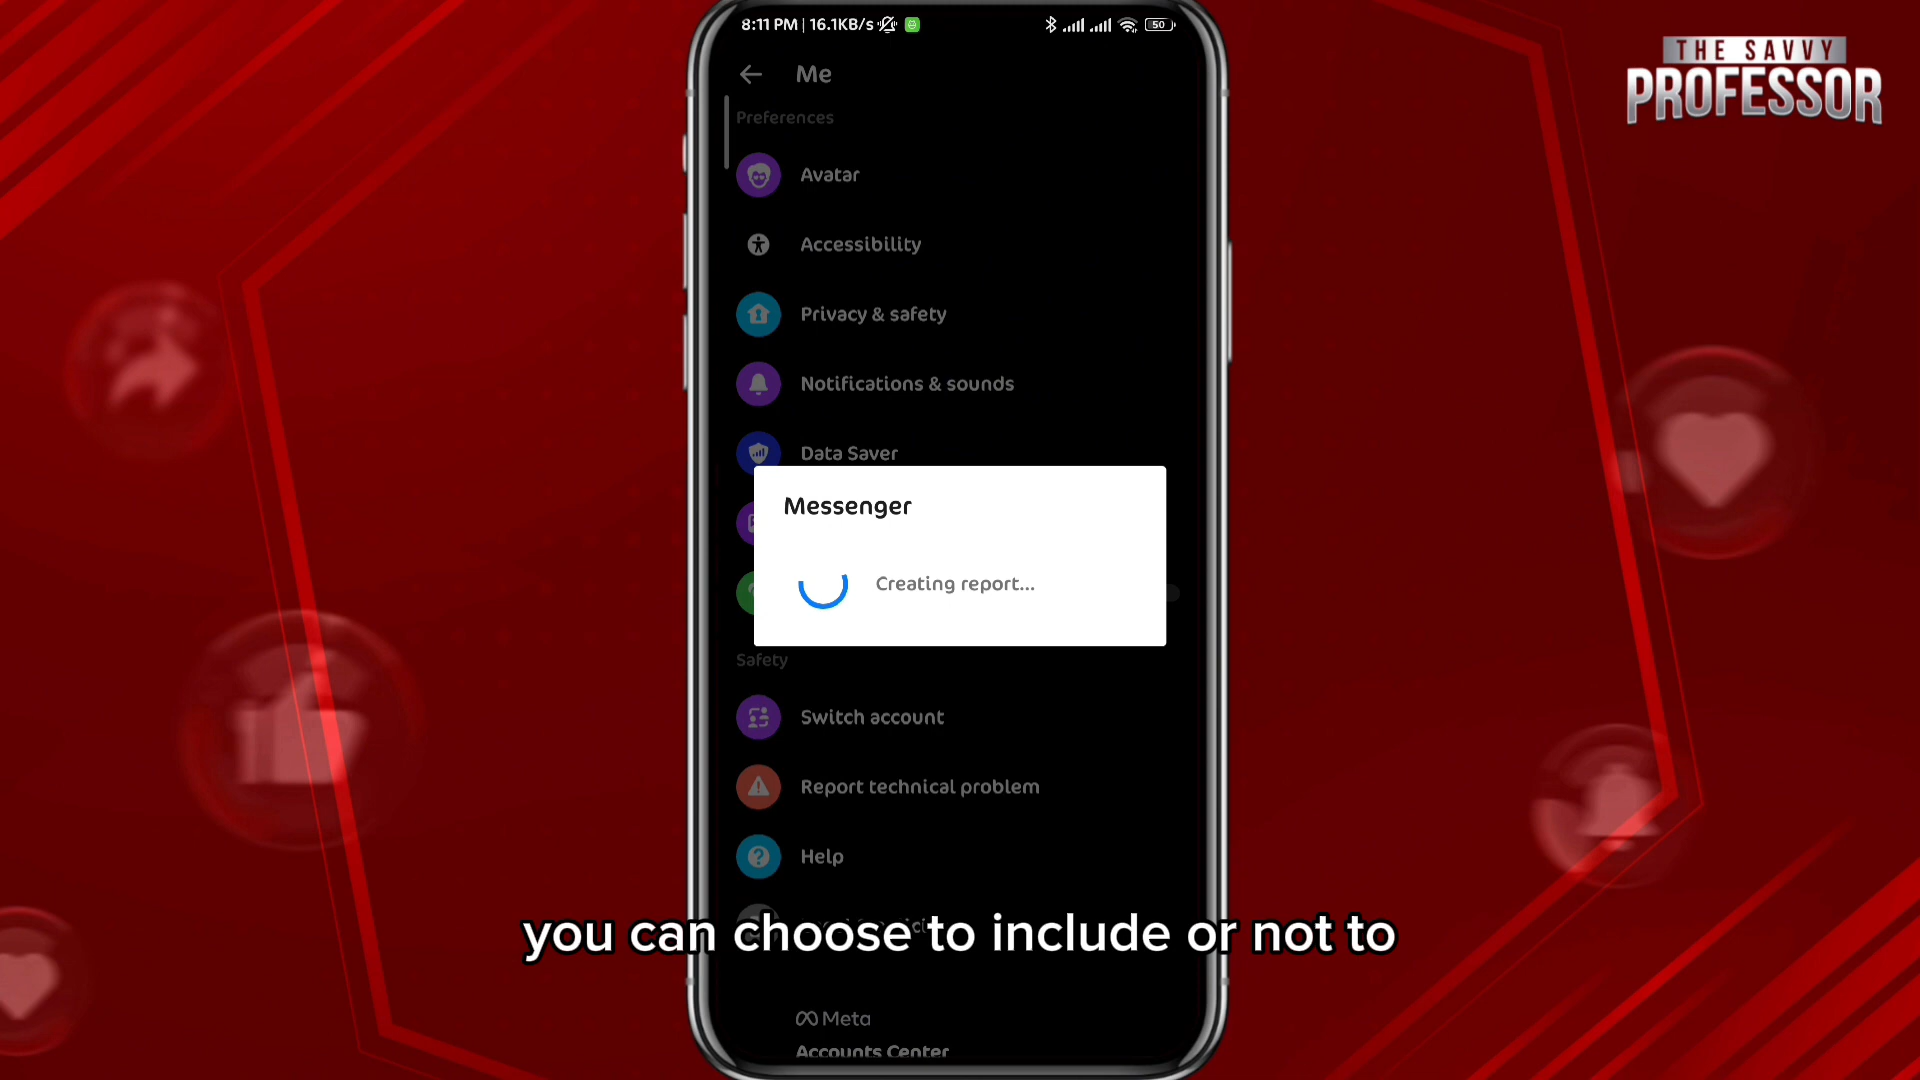 8:11 PM | 16.1KB/s
50
THE SAVVY
PROFESSOR
Me
Preferences
Avatar
Accessibility
Privacy & safety
Notifications & sounds
Data Saver
Messenger
Creating report...
Safety
Switch account
Report technical problem
Help
you can choose to include or not to
Meta
Accounts Center